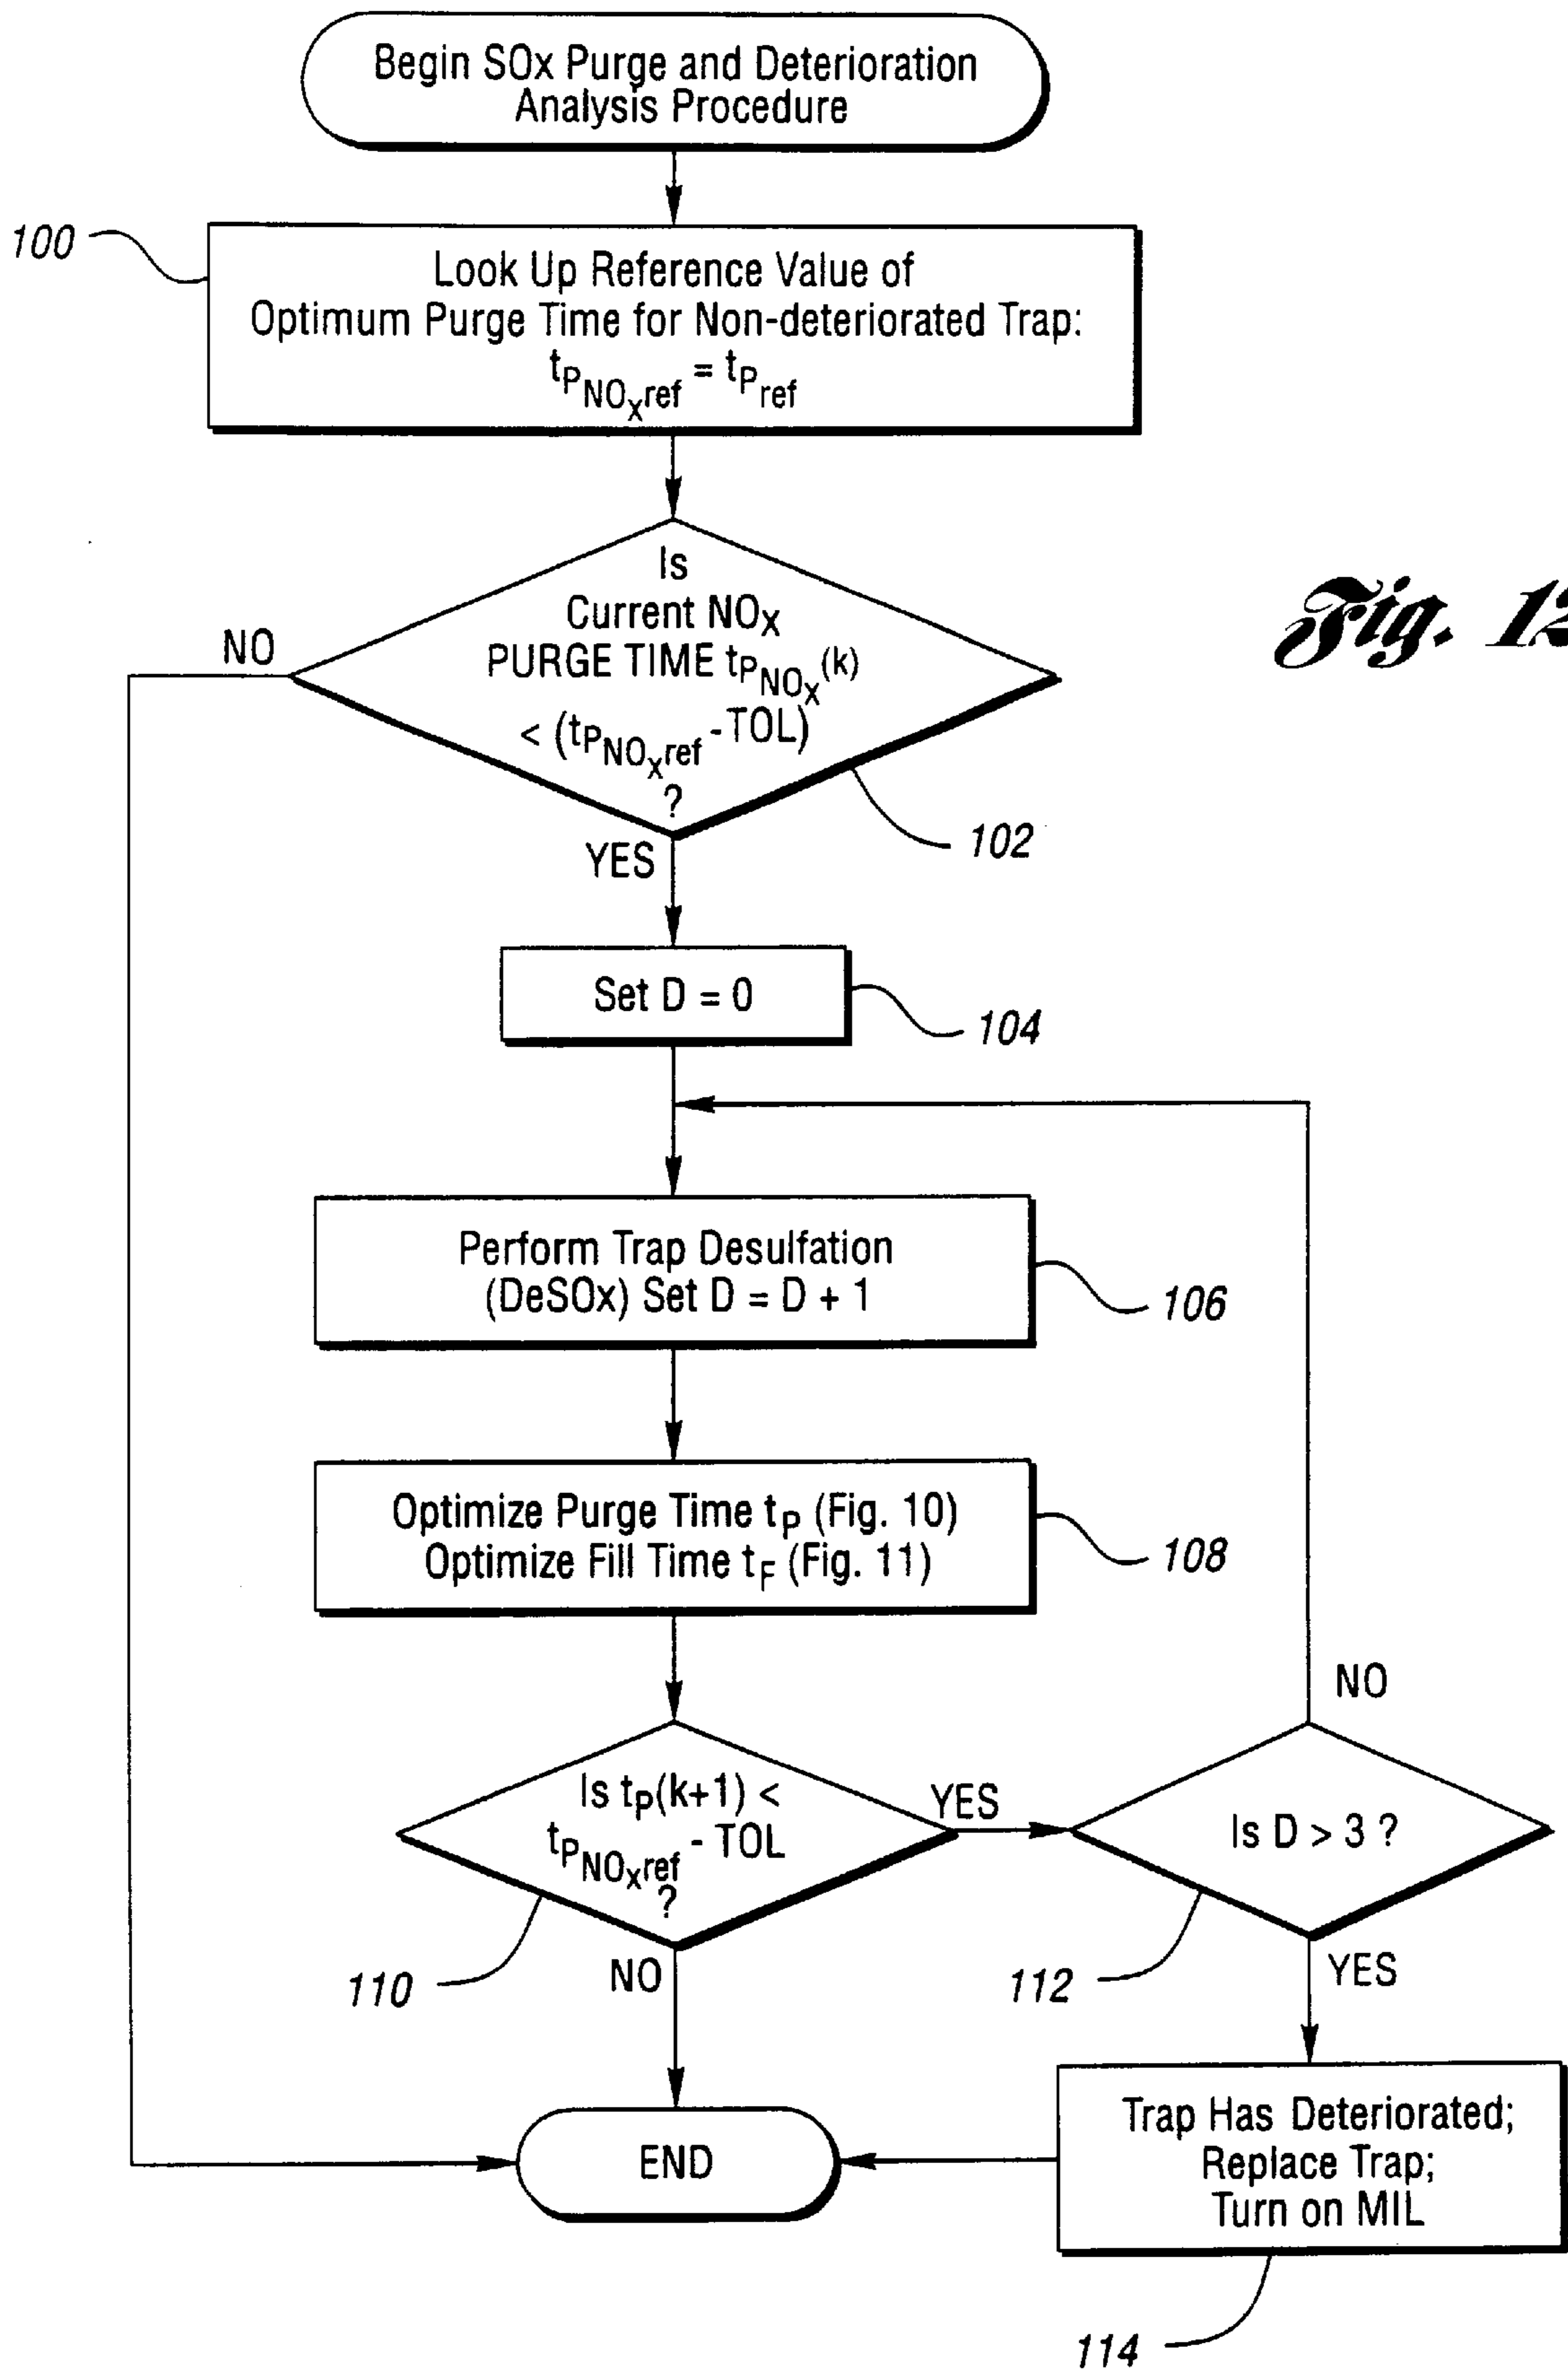 Begin SOx Purge and Deterioration
Analysis Procedure
100
Look Up Reference Value of
Optimum Purge Time for Non-deteriorated Trap:
tPNOxref = tPref
Is
Current NOx
PURGE TIME tPNOx(k)
< (tPNOxref -TOL)
?
NO
YES
102
Fig. 12
Set D = 0
104
Perform Trap Desulfation
(DeSOx) Set D = D + 1
106
Optimize Purge Time tP (Fig. 10)
Optimize Fill Time tF (Fig. 11)
108
Is tP(k+1) <
tPNOxref - TOL
?
YES
NO
110
Is D > 3 ?
NO
YES
112
Trap Has Deteriorated;
Replace Trap;
Turn on MIL
114
END